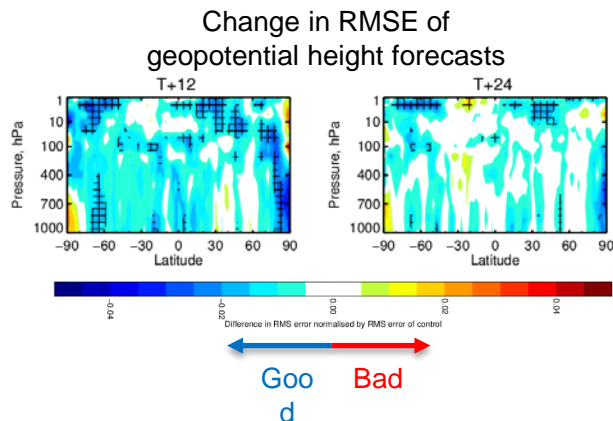 Change in RMSE of
geopotential height forecasts
T+12
T+24
Pressure, hPa
1
10
100
400
700
1000
-90 -60 -30 0 30 60 90
Latitude
Pressure, hPa
1
10
100
400
700
1000
-90 -60 -30 0 30 60 90
Latitude
-0.04 -0.02 0.00 0.02 0.04
Difference in RMS error normalised by RMS error of control
Goo
d
Bad